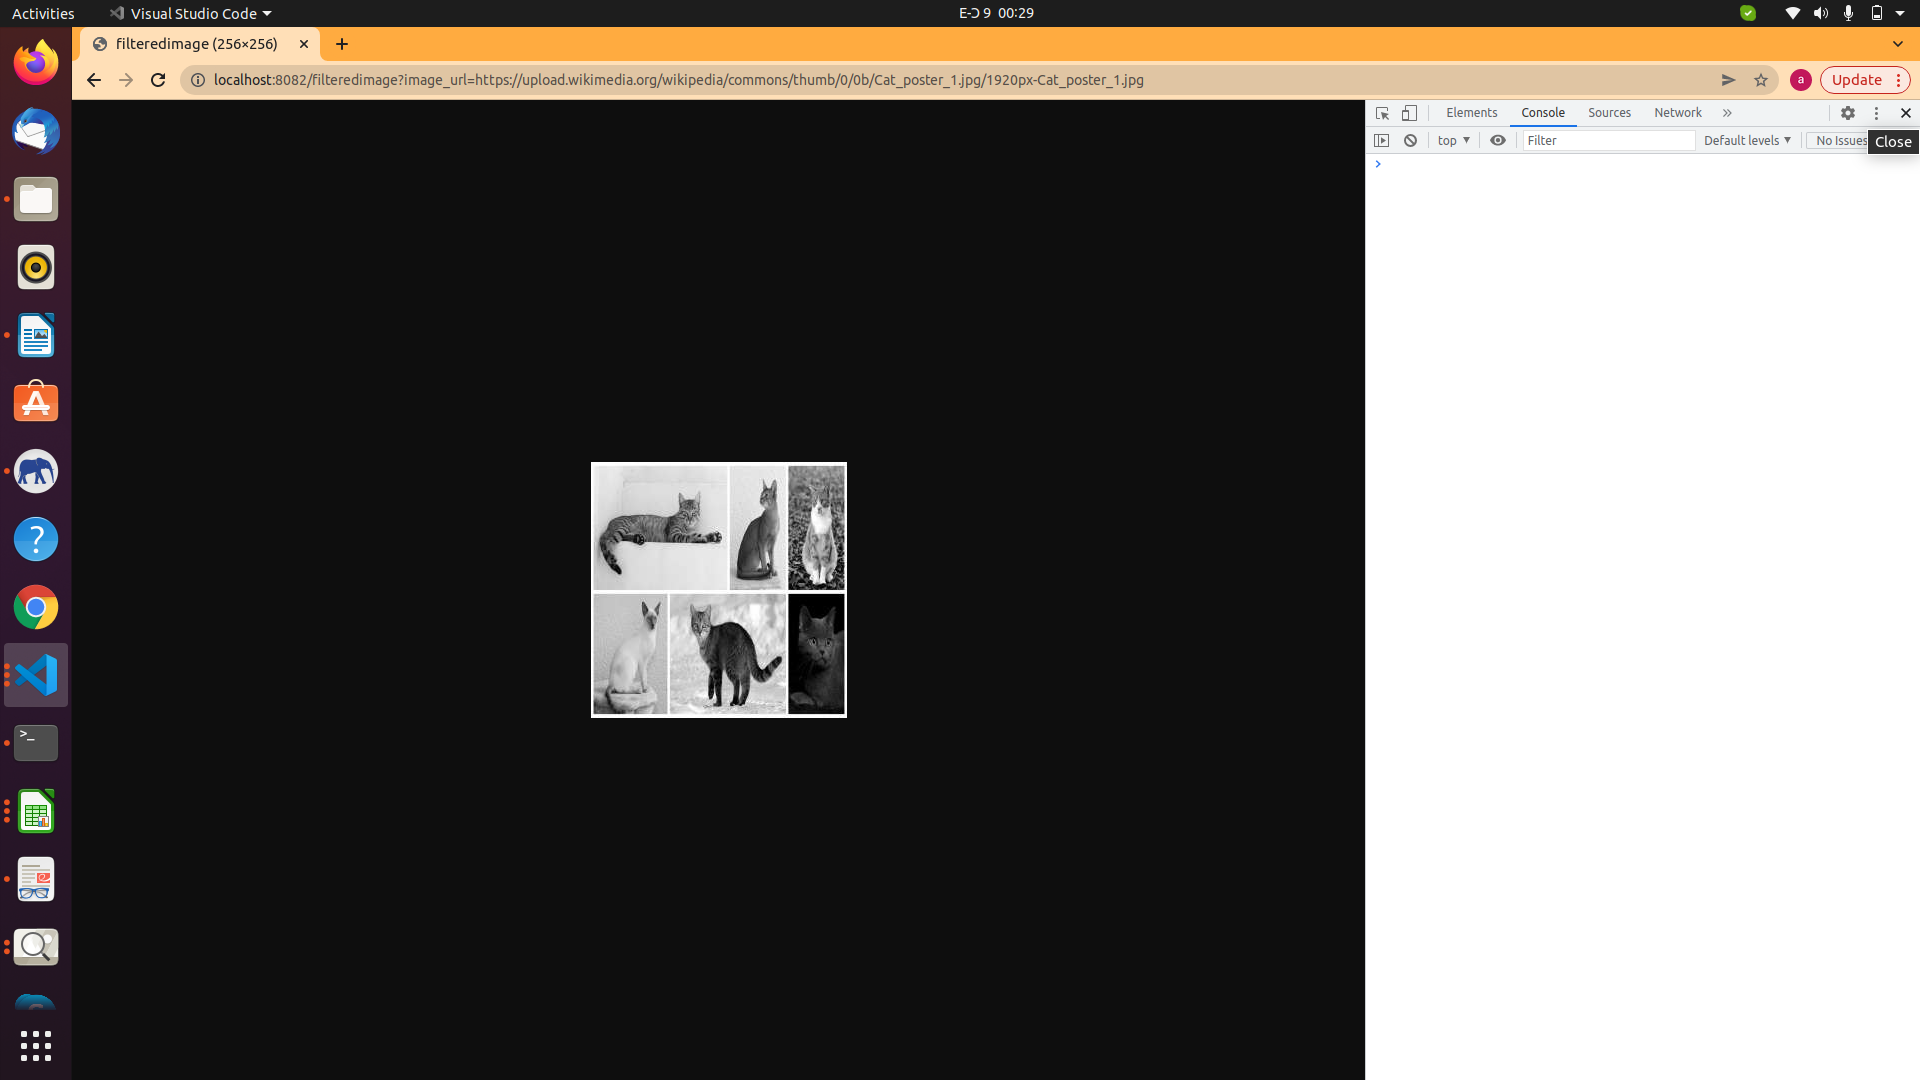 Activities
Visual Studio Code
E-Ɔ 9 00:29
filteredimage (256×256)
localhost:8082/filteredimage?image_url=https://upload.wikimedia.org/wikipedia/commons/thumb/0/0b/Cat_poster_1.jpg/1920px-Cat_poster_1.jpg
a
Update
Elements
Console
Sources
Network
top
Filter
Default levels
No Issues
Close